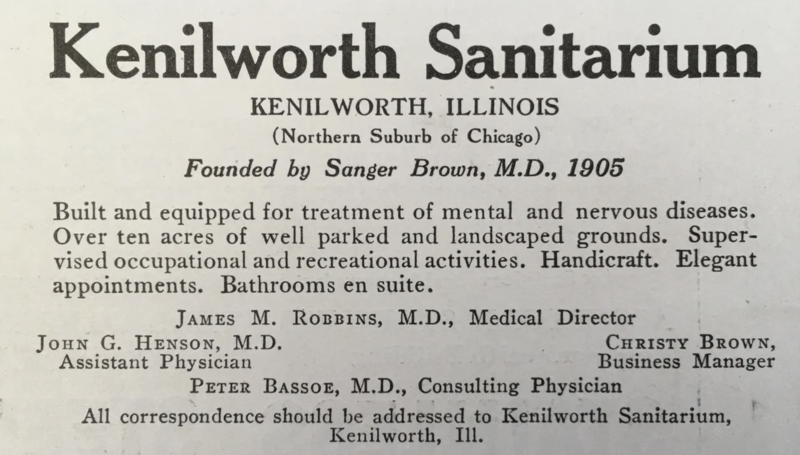 Kenilworth Sanitarium
KENILWORTH, ILLINOIS
(Northern Suburb of Chicago)
Founded by Sanger Brown, M.D., 1905
Built and equipped for treatment of mental and nervous diseases.
Over ten acres of well parked and landscaped grounds. Super-
vised occupational and recreational activities. Handicraft. Elegant
appointments. Bathrooms en suite.
JAMES M. ROBBINS, M.D., Medical Director
JOHN G. HENSON, M.D.
Assistant Physician
CHRISTY BROWN,
Business Manager
PETER BASSOE, M.D., Consulting Physician
All correspondence should be addressed to Kenilworth Sanitarium,
Kenilworth, Ill.